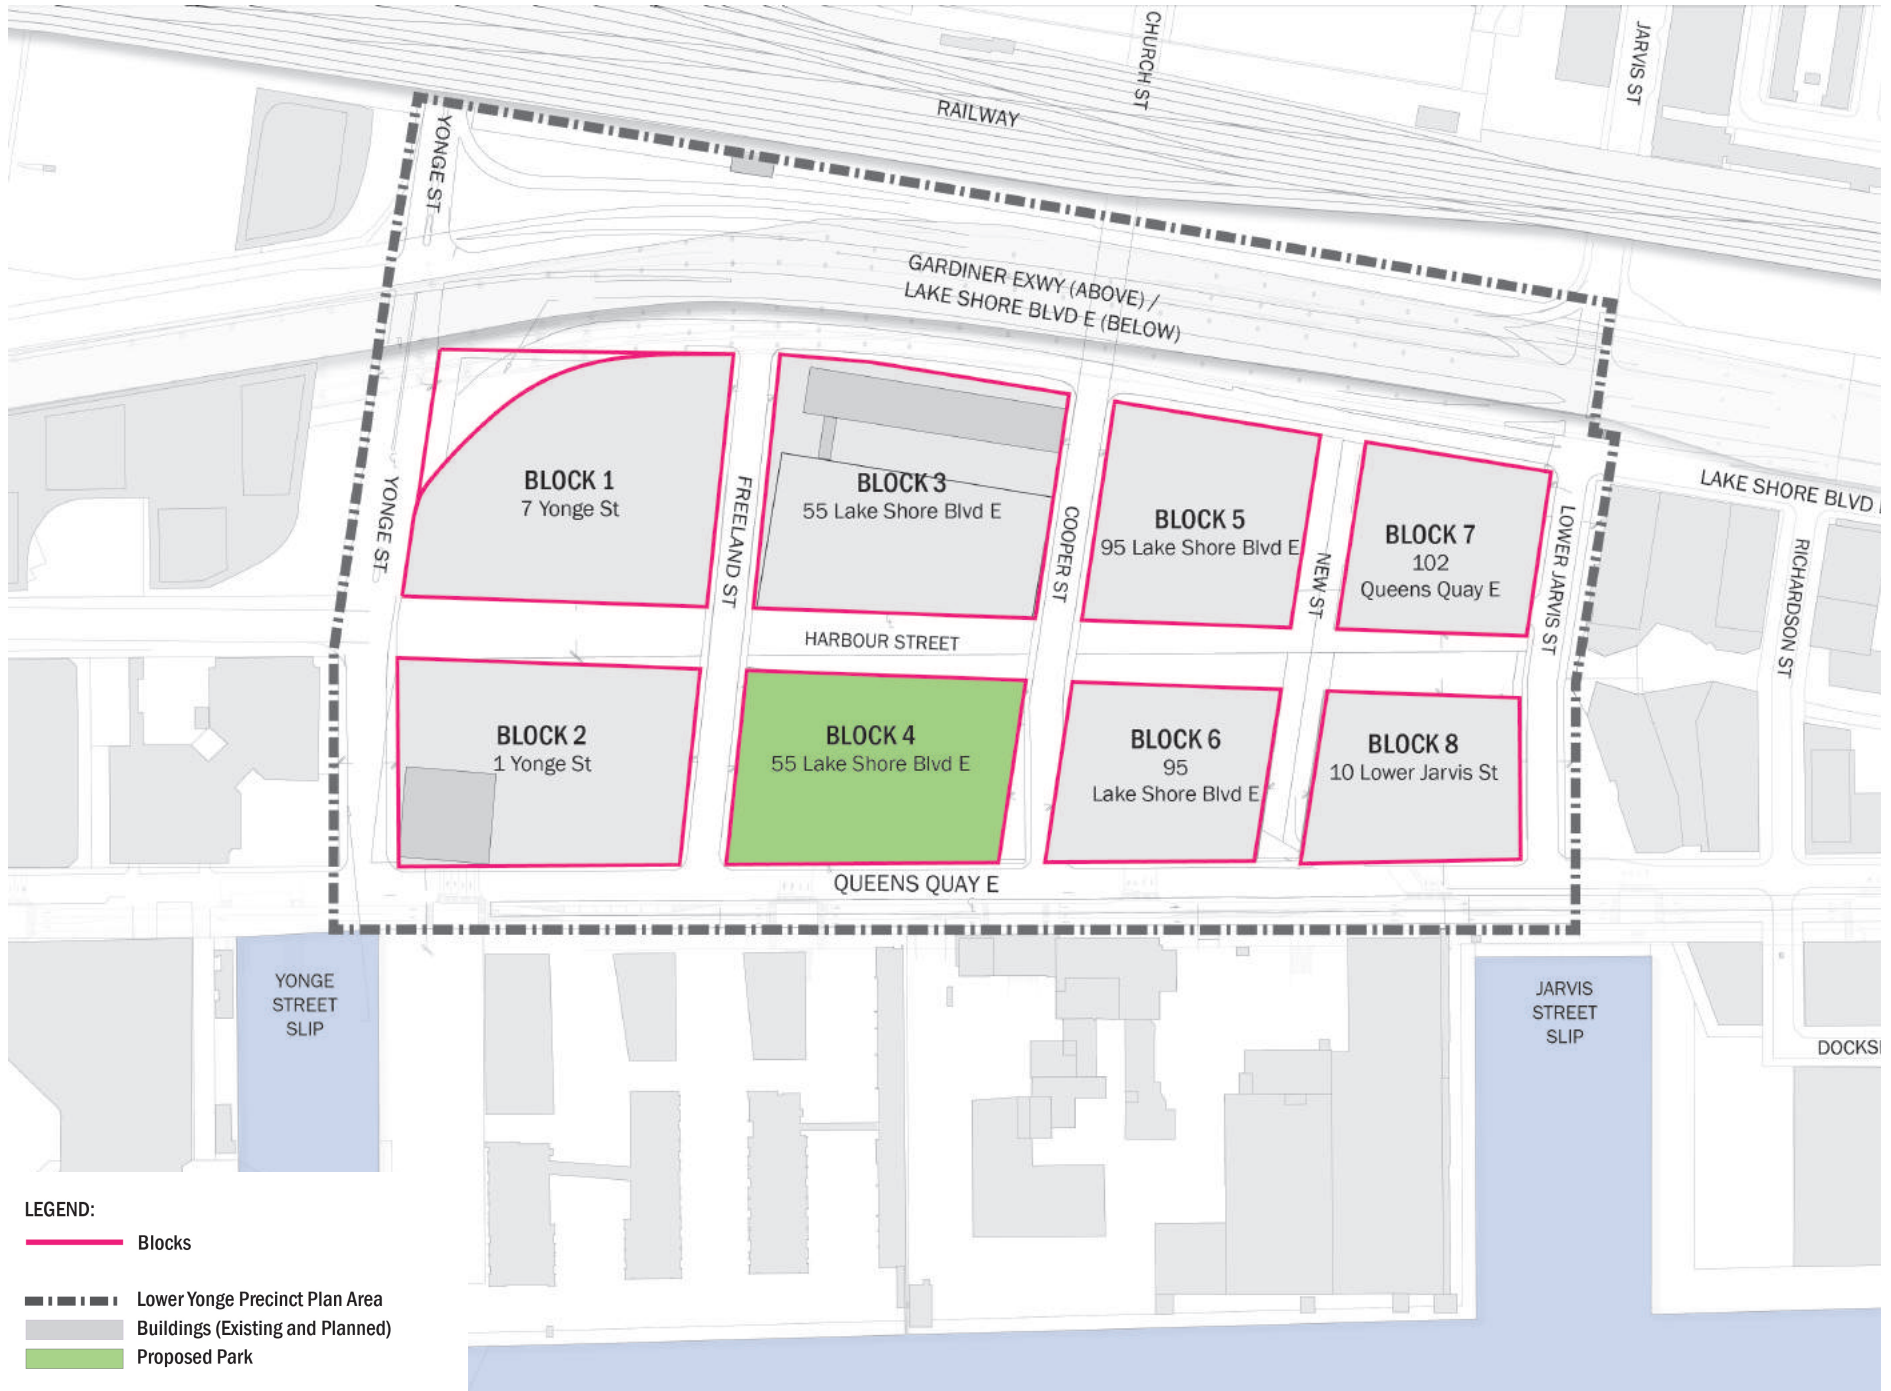 CHURCH ST
JARVIS ST
RAILWAY
YONGE ST
GARDINER EXWY (ABOVE) /
LAKE SHORE BLVD E (BELOW)
BLOCK 1
7 Yonge St
BLOCK 3
55 Lake Shore Blvd E
BLOCK 5
95 Lake Shore Blvd E
BLOCK 7
102
Queens Quay E
LAKE SHORE BLVD
YONGE ST
FREELAND ST
COOPER ST
NEW ST
LOWER JARVIS ST
RICHARDSON ST
HARBOUR STREET
BLOCK 2
1 Yonge St
BLOCK 4
55 Lake Shore Blvd E
BLOCK 6
95
Lake Shore Blvd E
BLOCK 8
10 Lower Jarvis St
QUEENS QUAY E
YONGE
STREET
SLIP
JARVIS
STREET
SLIP
DOCKS
LEGEND:
Blocks
Lower Yonge Precinct Plan Area
Buildings (Existing and Planned)
Proposed Park